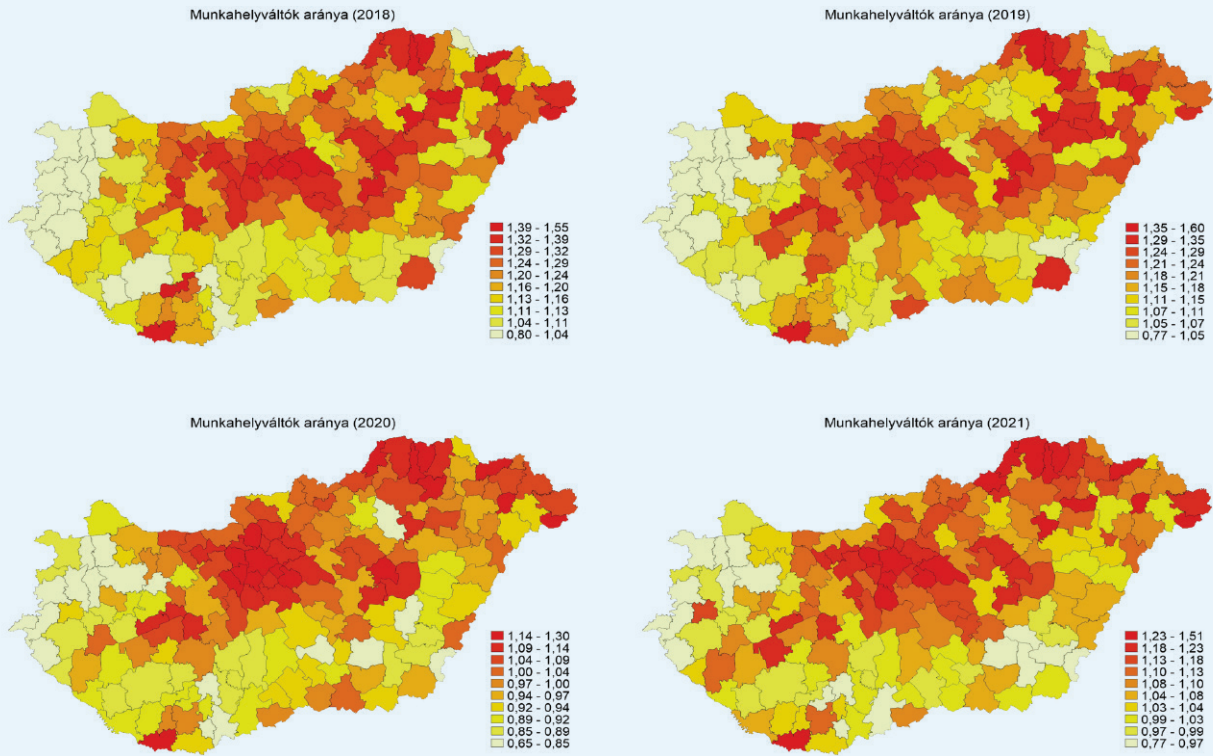 Munkahelyváltók aránya (2018)
1,39 - 1,55
1,32 - 1,39
1,29 - 1,32
1,24 - 1,29
1,20 - 1,24
1,16 - 1,20
1,13 - 1,16
1,11 - 1,13
1,04 - 1,11
0,80 - 1,04
Munkahelyváltók aránya (2019)
1,35 - 1,60
1,29 - 1,35
1,24 - 1,29
1,21 - 1,24
1,18 - 1,21
1,15 - 1,18
1,11 - 1,15
1,07 - 1,11
1,05 - 1,07
0,77 - 1,05
Munkahelyváltók aránya (2020)
1,14 - 1,30
1,09 - 1,14
1,04 - 1,09
1,00 - 1,04
0,97 - 1,00
0,94 - 0,97
0,92 - 0,94
0,89 - 0,92
0,85 - 0,89
0,65 - 0,85
Munkahelyváltók aránya (2021)
1,23 - 1,51
1,18 - 1,23
1,13 - 1,18
1,10 - 1,13
1,08 - 1,10
1,04 - 1,08
1,03 - 1,04
0,99 - 1,03
0,97 - 0,99
0,77 - 0,97